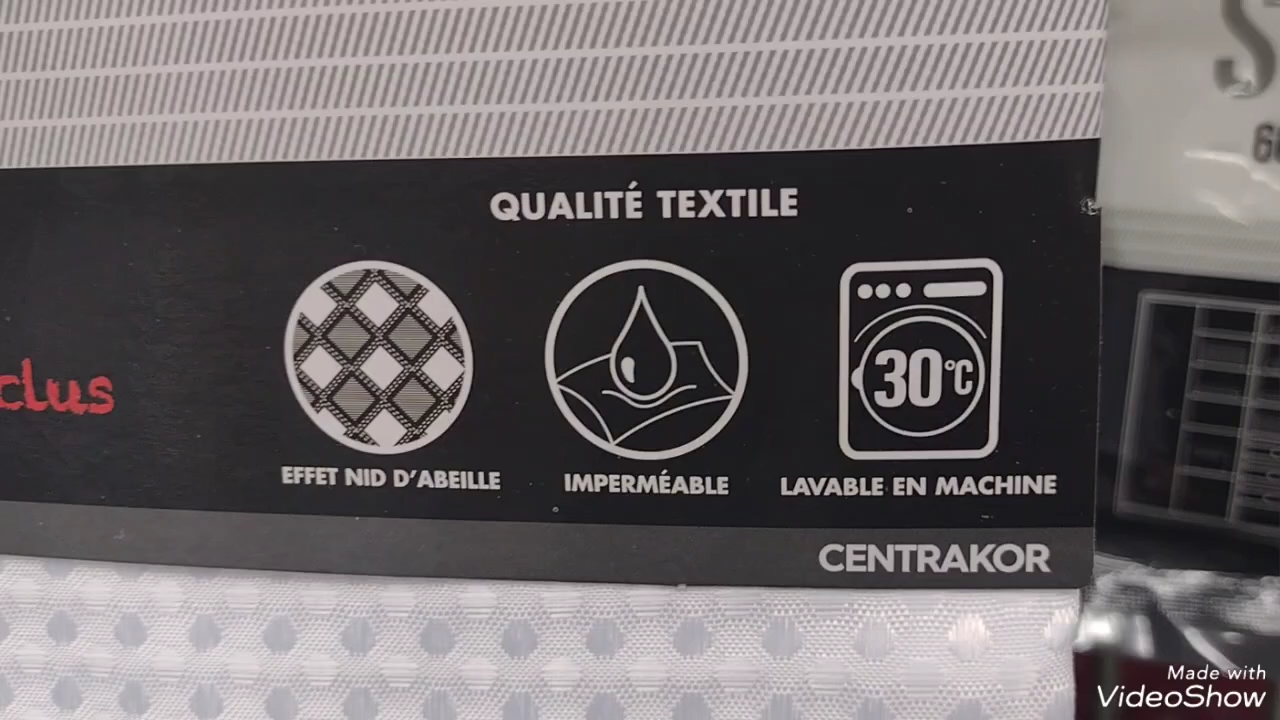 QUALITÉ TEXTILE
clus
30°C
EFFET NID D'ABEILLE
IMPERMÉABLE
LAVABLE EN MACHINE
CENTRAKOR
Made with
VideoShow